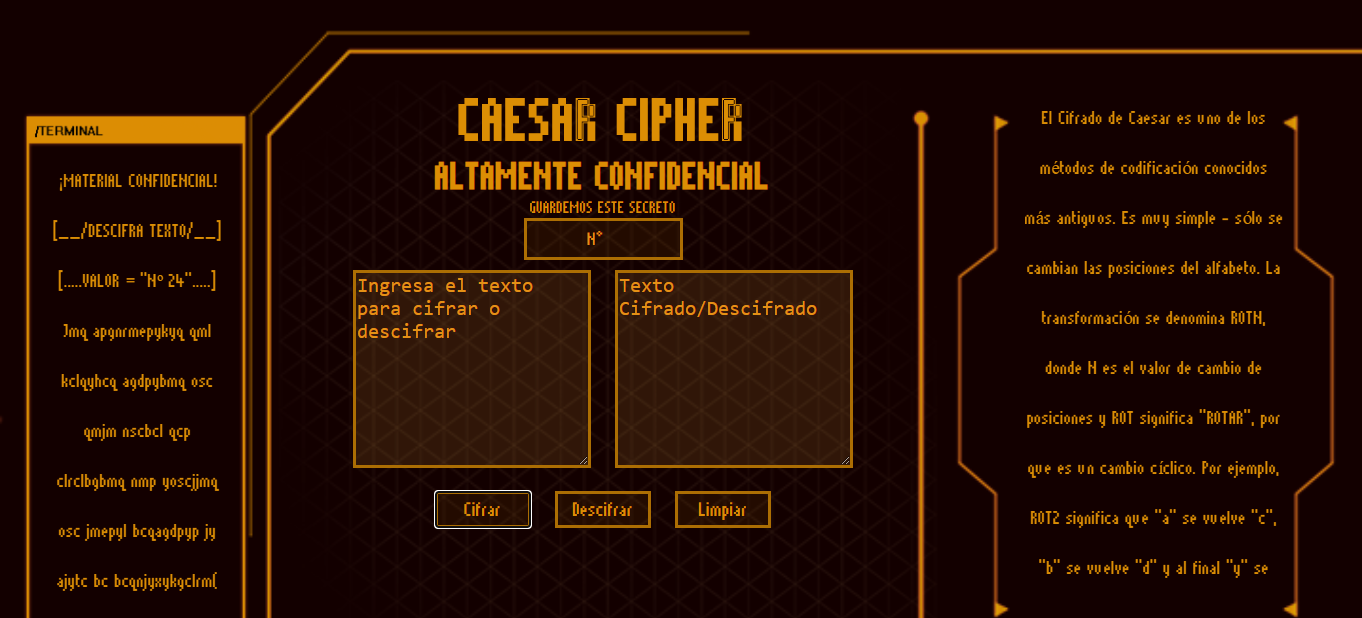 /TERMINAL
¡MATERIAL CONFIDENCIAL!
[__/DESCIFRA TEXTO/__]
[.....VALOR = "Nº 24".....]
Jmq apgnrmepykyq qml
kclqyhcq agdpybmq osc
qmjm nscbcl qcp
clrclbgbmq nmp yoscjjmq
osc jmepyl bcqagdpyp jy
ajytc bc bcqnjyxykgclrm(
CAESAR CIPHER
ALTAMENTE CONFIDENCIAL
GUARDEMOS ESTE SECRETO
N°
Ingresa el texto
para cifrar o
descifrar
Texto
Cifrado/Descifrado
Cifrar
Descifrar
Limpiar
El Cifrado de Caesar es uno de los
métodos de codificación conocidos
más antiguos. Es muy simple - sólo se
cambian las posiciones del alfabeto. La
transformación se denomina ROTN,
donde N es el valor de cambio de
posiciones y ROT significa "ROTAR", por
que es un cambio cíclico. Por ejemplo,
ROT2 significa que "a" se vuelve "c",
"b" se vuelve "d" y al final "y" se